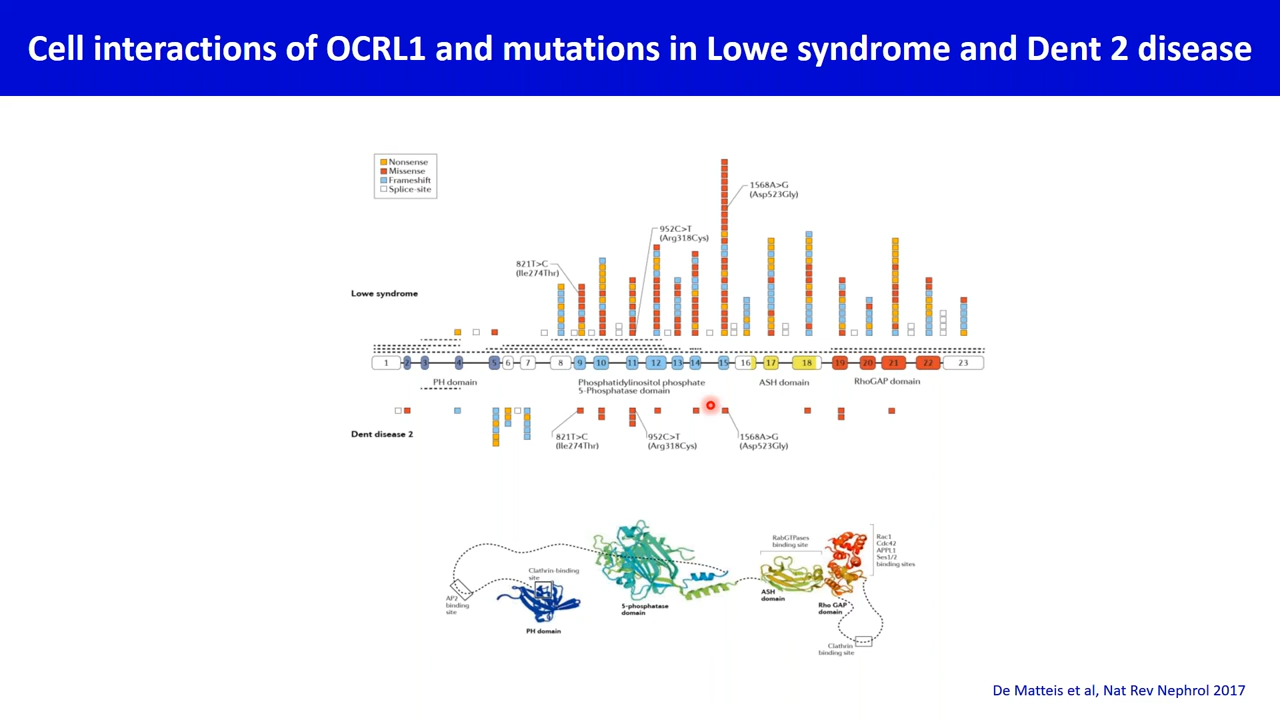 Cell interactions of OCRL1 and mutations in Lowe syndrome and Dent 2 disease
Nonsense
Missense
Frameshift
Splice-site
1568A>G
(Asp523Gly)
952C>T
(Arg318Cys)
821T>C
(Ile274Thr)
Lowe syndrome
1 2 3 4 5 6 7 8 9 10 11 12 13 14 15 16 17 18 19 20 21 22 23
PH domain
Phosphatidylinositol phosphate
5-Phosphatase domain
ASH domain
RhoGAP domain
Dent disease 2
821T>C
(Ile274Thr)
952C>T
(Arg318Cys)
1568A>G
(Asp523Gly)
AP2
binding
site
Clathrin-binding
site
PH domain
5-phosphatase
domain
RabGTPases
binding site
ASH
domain
Rho GAP
domain
Rac1
Cdc42
APPL1
Ses1/2
binding sites
Clathrin
binding site
De Matteis et al, Nat Rev Nephrol 2017